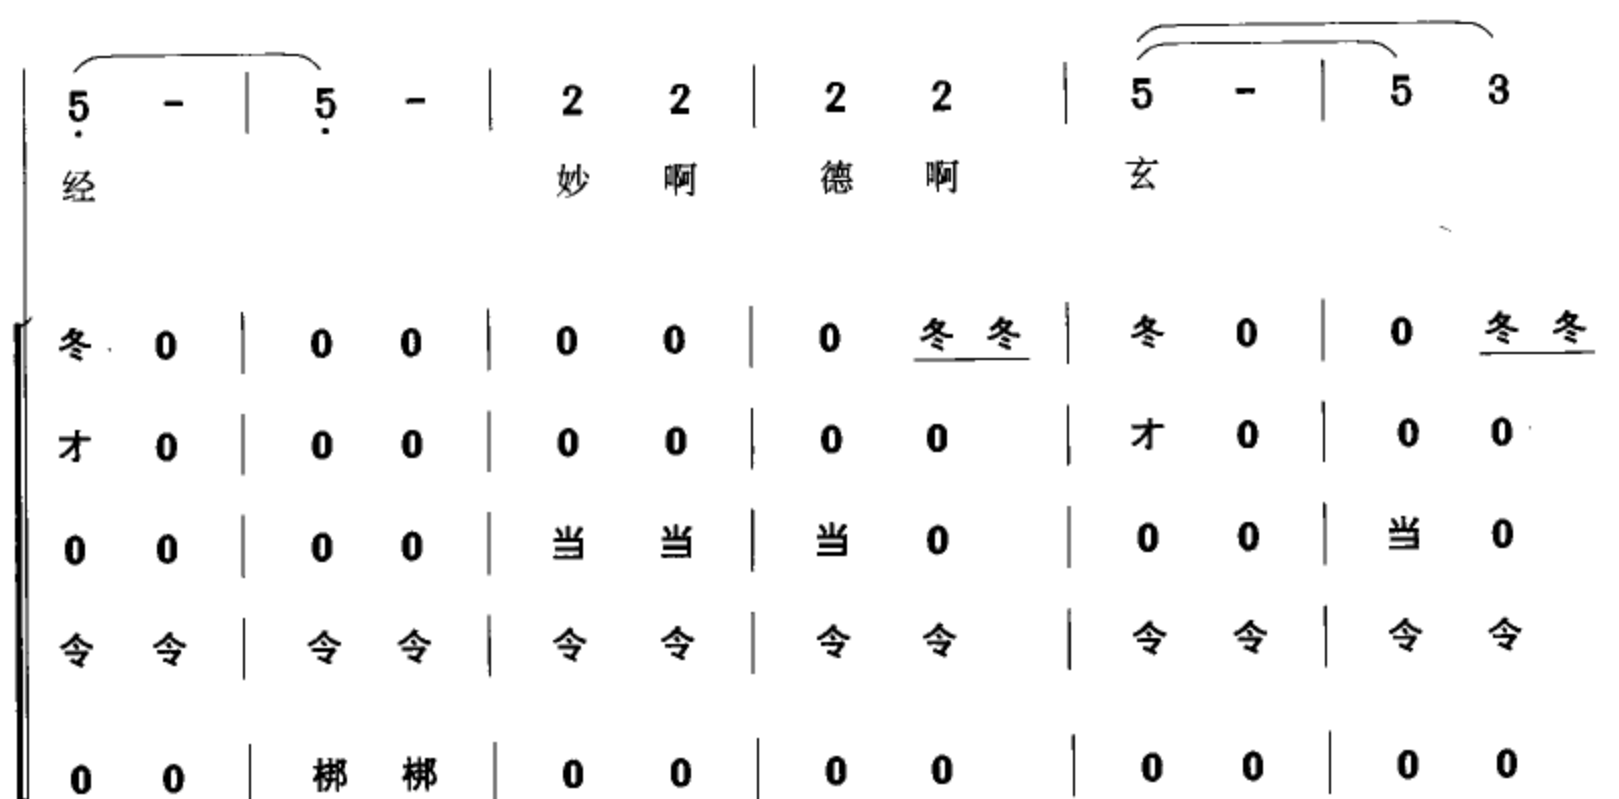 5̣ - | 5̣ - | 2 2 | 2 2 | 5 - | 5 3
经 妙 啊 德 啊 玄
冬 0 | 0 0 | 0 0 | 0 冬 冬 | 冬 0 | 0 冬 冬
才 0 | 0 0 | 0 0 | 0 0 | 才 0 | 0 0
0 0 | 0 0 | 当 当 | 当 0 | 0 0 | 当 0
令 令 | 令 令 | 令 令 | 令 令 | 令 令 | 令 令
0 0 | 梆 梆 | 0 0 | 0 0 | 0 0 | 0 0